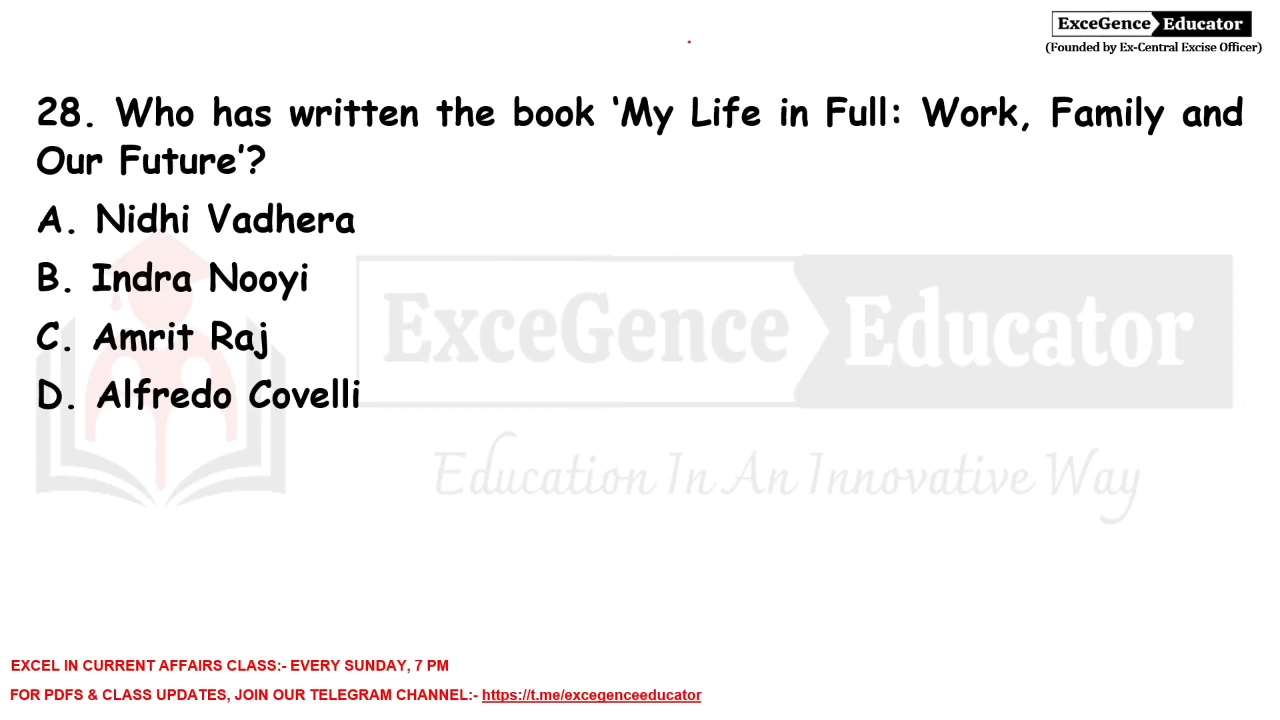 ExceGence Educator
(Founded by Ex-Central Excise Officer)
28. Who has written the book ‘My Life in Full: Work, Family and
Our Future’?
A. Nidhi Vadhera
B. Indra Nooyi
C. Amrit Raj
D. Alfredo Covelli
ExceGence Educator
Education In An Innovative Way
EXCEL IN CURRENT AFFAIRS CLASS:- EVERY SUNDAY, 7 PM
FOR PDFS & CLASS UPDATES, JOIN OUR TELEGRAM CHANNEL:- https://t.me/excegenceeducator